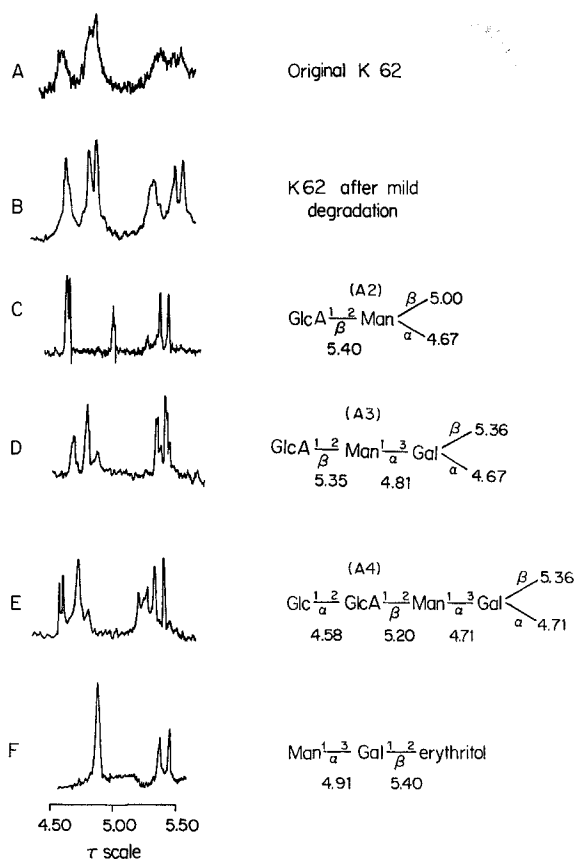 A Original K 62
B K62 after mild
degradation
C (A2)
GlcA 1 2 Man β 5.00
β α 4.67
5.40
D (A3)
GlcA 1 2 Man 1 3 Gal β 5.36
β α α 4.67
5.35 4.81
E (A4)
Glc 1 2 GlcA 1 2 Man 1 3 Gal β 5.36
α β α α 4.71
4.58 5.20 4.71
F Man 1 3 Gal 1 2 erythritol
α β
4.91 5.40
4.50 5.00 5.50
τ scale